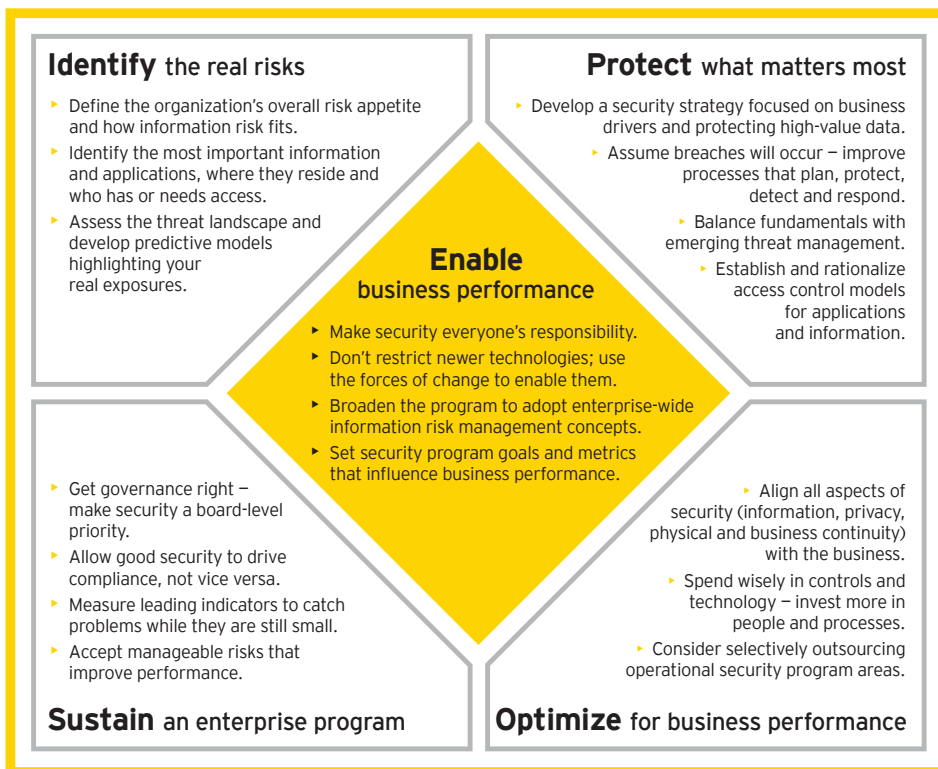 Identify the real risks
▸ Define the organization's overall risk appetite
and how information risk fits.
▸ Identify the most important information
and applications, where they reside and
who has or needs access.
▸ Assess the threat landscape and
develop predictive models
highlighting your
real exposures.
Protect what matters most
▸ Develop a security strategy focused on business
drivers and protecting high-value data.
▸ Assume breaches will occur – improve
processes that plan, protect,
detect and respond.
▸ Balance fundamentals with
emerging threat management.
▸ Establish and rationalize
access control models
for applications
and information.
Enable
business performance
▸ Make security everyone's responsibility.
▸ Don't restrict newer technologies; use
the forces of change to enable them.
▸ Broaden the program to adopt enterprise-wide
information risk management concepts.
▸ Set security program goals and metrics
that influence business performance.
▸ Get governance right –
make security a board-level
priority.
▸ Allow good security to drive
compliance, not vice versa.
▸ Measure leading indicators to catch
problems while they are still small.
▸ Accept manageable risks that
improve performance.
Sustain an enterprise program
▸ Align all aspects of
security (information, privacy,
physical and business continuity)
with the business.
▸ Spend wisely in controls and
technology – invest more in
people and processes.
▸ Consider selectively outsourcing
operational security program areas.
Optimize for business performance